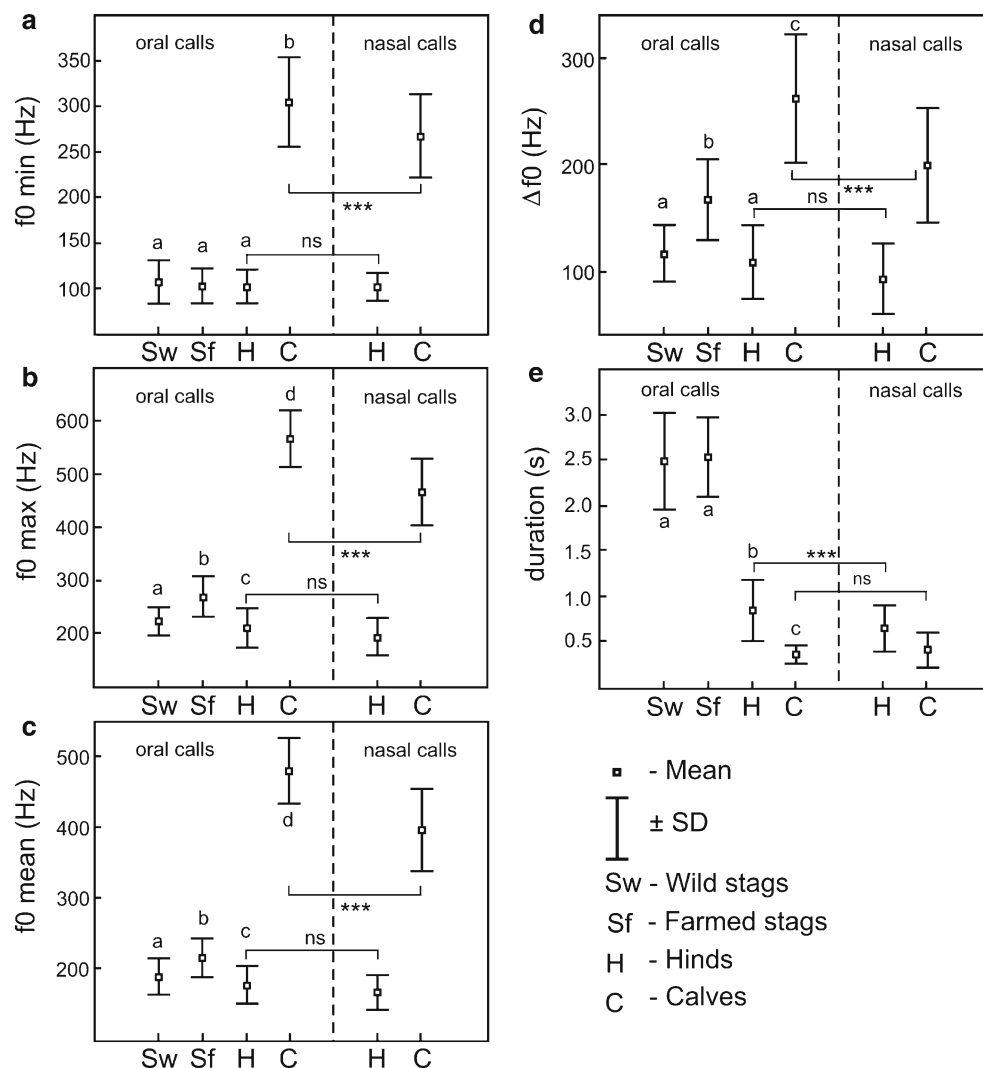 a
oral calls
nasal calls
f0 min (Hz)
350
300
250
200
150
100
a
a
a
b
ns
***
Sw Sf H C H C
b
oral calls
nasal calls
f0 max (Hz)
600
500
400
300
200
a
b
c
d
ns
***
Sw Sf H C H C
c
oral calls
nasal calls
f0 mean (Hz)
500
400
300
200
a
b
c
d
ns
***
Sw Sf H C H C
d
oral calls
nasal calls
Δf0 (Hz)
300
200
100
a
b
a
c
ns
***
Sw Sf H C H C
e
oral calls
nasal calls
duration (s)
3.0
2.5
2.0
1.5
1.0
0.5
a
a
b
c
***
ns
Sw Sf H C H C
- Mean
± SD
Sw - Wild stags
Sf - Farmed stags
H - Hinds
C - Calves